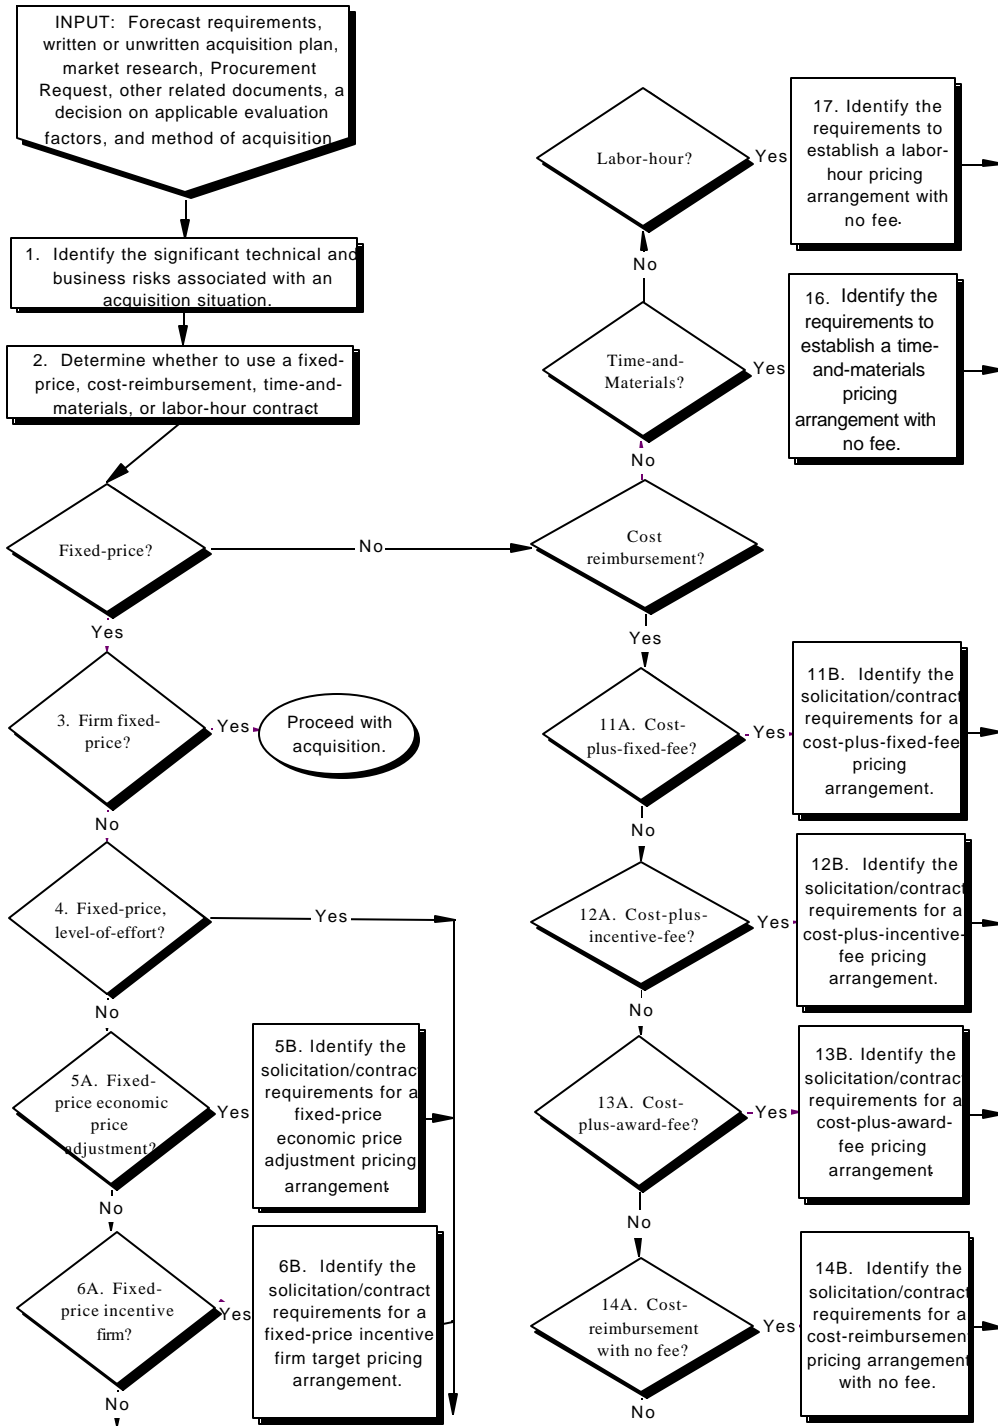 INPUT: Forecast requirements,
written or unwritten acquisition plan,
market research, Procurement
Request, other related documents, a
decision on applicable evaluation
factors, and method of acquisition
1. Identify the significant technical and
business risks associated with an
acquisition situation.
2. Determine whether to use a fixed-
price, cost-reimbursement, time-and-
materials, or labor-hour contract.
Fixed-price?
No
Yes
3. Firm fixed-
price?
Yes
Proceed with
acquisition.
No
4. Fixed-price,
level-of-effort?
Yes
No
5A. Fixed-
price economic
price
adjustment?
Yes
5B. Identify the
solicitation/contract
requirements for a
fixed-price
economic price
adjustment pricing
arrangement.
No
6A. Fixed-
price incentive
firm?
Yes
6B. Identify the
solicitation/contract
requirements for a
fixed-price incentive
firm target pricing
arrangement.
No
Labor-hour?
Yes
17. Identify the
requirements to
establish a labor-
hour pricing
arrangement with
no fee.
No
Time-and-
Materials?
Yes
16. Identify the
requirements to
establish a time-
and-materials
pricing
arrangement with
no fee.
No
Cost
reimbursement?
Yes
11A. Cost-
plus-fixed-fee?
Yes
11B. Identify the
solicitation/contract
requirements for a
cost-plus-fixed-fee
pricing
arrangement.
No
12A. Cost-plus-
incentive-fee?
Yes
12B. Identify the
solicitation/contract
requirements for a
cost-plus-incentive-
fee pricing
arrangement.
No
13A. Cost-
plus-award-fee?
Yes
13B. Identify the
solicitation/contract
requirements for a
cost-plus-award-
fee pricing
arrangement.
No
14A. Cost-
reimbursement
with no fee?
Yes
14B. Identify the
solicitation/contract
requirements for a
cost-reimbursement
pricing arrangement
with no fee.
No